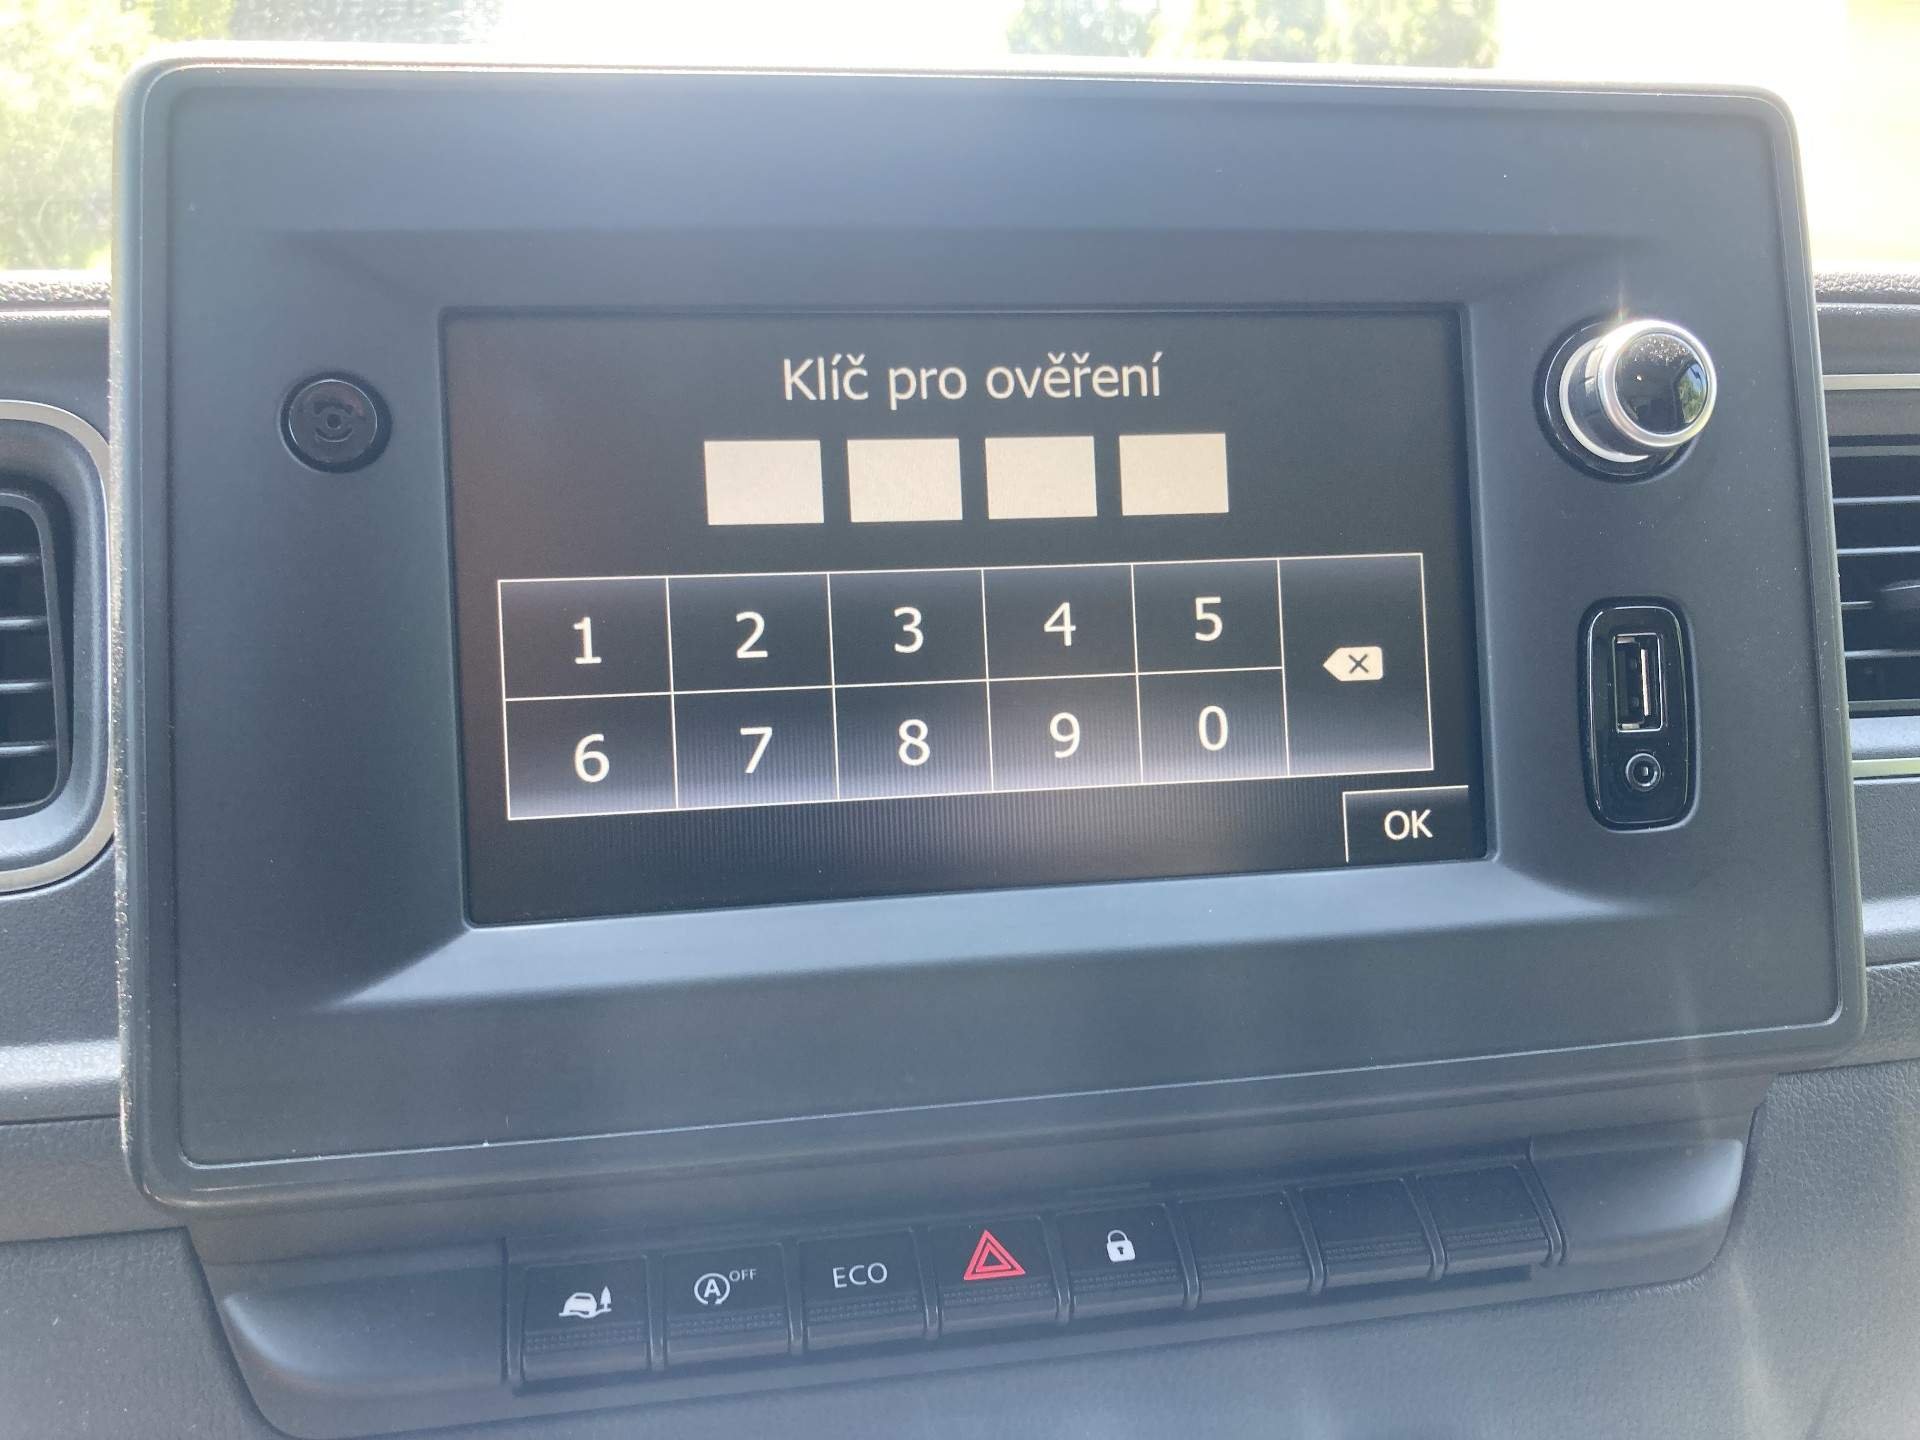 Klíč pro ověření
1 2 3 4 5
6 7 8 9 0
OK
A OFF
ECO